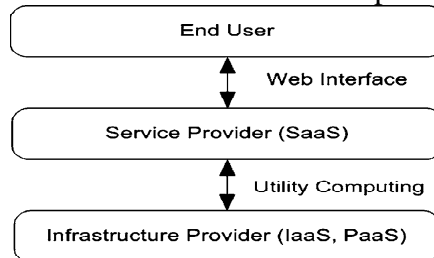 End User
Web Interface
Service Provider (SaaS)
Utility Computing
Infrastructure Provider (IaaS, PaaS)